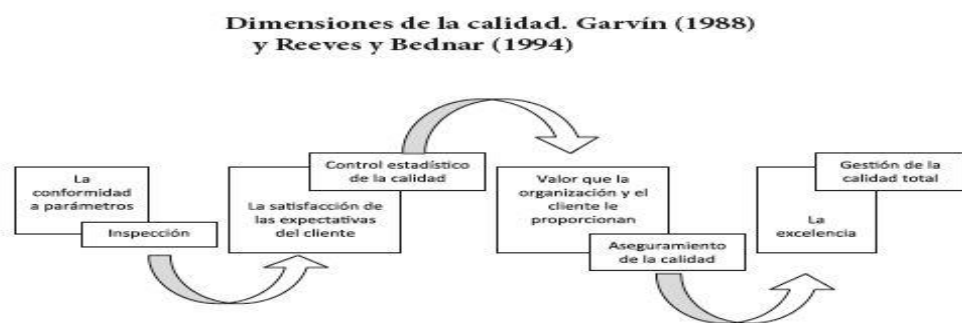 Dimensiones de la calidad. Garvín (1988)
y Reeves y Bednar (1994)
La
conformidad
a parámetros
Inspección
Control estadístico
de la calidad
La satisfacción de
las expectativas
del cliente
Valor que la
organización y el
cliente le
proporcionan
Aseguramiento
de la calidad
Gestión de la
calidad total
La
excelencia